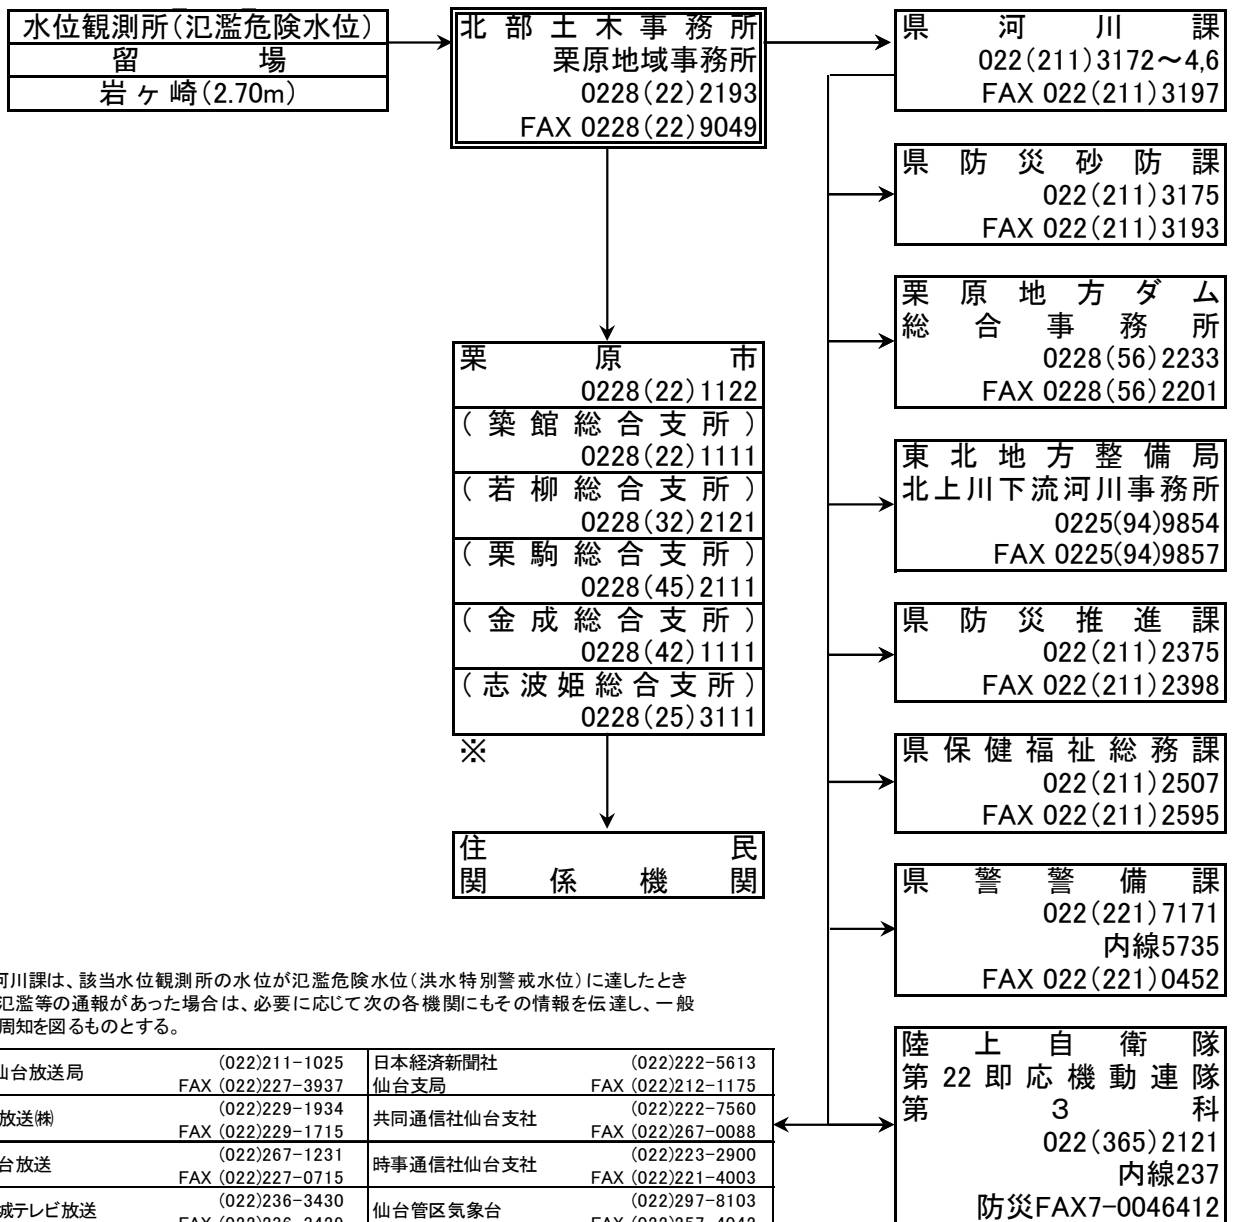 水位観測所(氾濫危険水位)
留場
岩ヶ崎(2.70m)
北部土木事務所
栗原地域事務所
0228(22)2193
FAX 0228(22)9049
県河川課
022(211)3172～4,6
FAX 022(211)3197
県防災砂防課
022(211)3175
FAX 022(211)3193
栗原地方ダム
総合事務所
0228(56)2233
FAX 0228(56)2201
栗原市
0228(22)1122
(築館総合支所)
0228(22)1111
(若柳総合支所)
0228(32)2121
(栗駒総合支所)
0228(45)2111
(金成総合支所)
0228(42)1111
(志波姫総合支所)
0228(25)3111
※
東北地方整備局
北上川下流河川事務所
0225(94)9854
FAX 0225(94)9857
県防災推進課
022(211)2375
FAX 022(211)2398
県保健福祉総務課
022(211)2507
FAX 022(211)2595
住民
関係機関
県警警備課
022(221)7171
内線5735
FAX 022(221)0452
河川課は、該当水位観測所の水位が氾濫危険水位(洪水特別警戒水位)に達したとき
氾濫等の通報があった場合は、必要に応じて次の各機関にもその情報を伝達し、一般
周知を図るものとする。
陸上自衛隊
第22即応機動連隊
第3科
022(365)2121
内線237
防災FAX7-0046412
仙台放送局 (022)211-1025
FAX (022)227-3937
日本経済新聞社 (022)222-5613
仙台支局 FAX (022)212-1175
放送㈱ (022)229-1934
FAX (022)229-1715
共同通信社仙台支社 (022)222-7560
FAX (022)267-0088
台放送 (022)267-1231
FAX (022)227-0715
時事通信社仙台支社 (022)223-2900
FAX (022)221-4003
城テレビ放送 (022)236-3430
仙台管区気象台 (022)297-8103